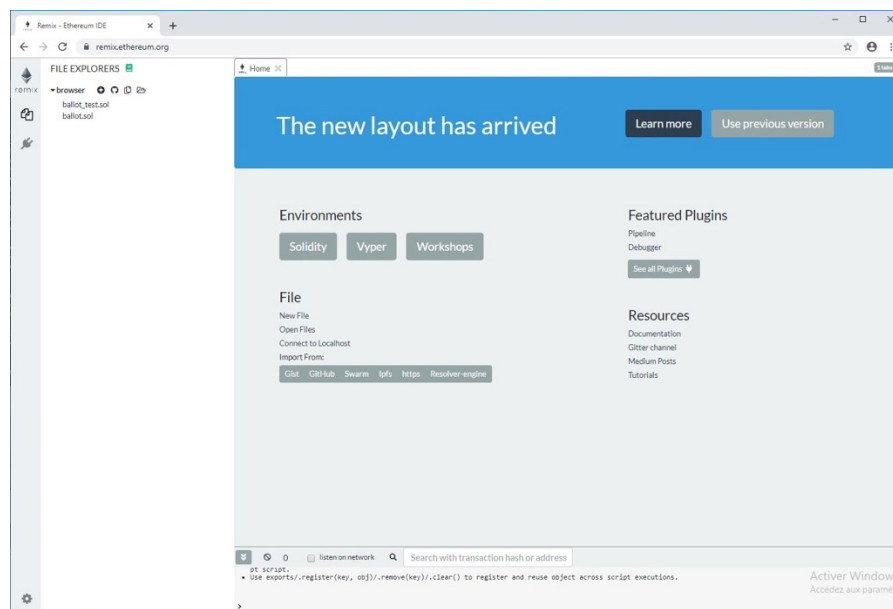 Remix - Ethereum IDE
remix.ethereum.org
remix
FILE EXPLORERS
browser
ballot_test.sol
ballot.sol
Home
The new layout has arrived
Learn more
Use previous version
Environments
Solidity Vyper Workshops
File
New File
Open Files
Connect to Localhost
Import From:
Gist GitHub Swarm Ipfs https Resolver-engine
Featured Plugins
Pipeline
Debugger
See all Plugins
Resources
Documentation
Gitter channel
Medium Posts
Tutorials
0 listen on network Search with transaction hash or address
pt script.
• Use exports/.register(key, obj)/.remove(key)/.clear() to register and reuse object across script executions.
>
Activer Window
Accédez aux paramè